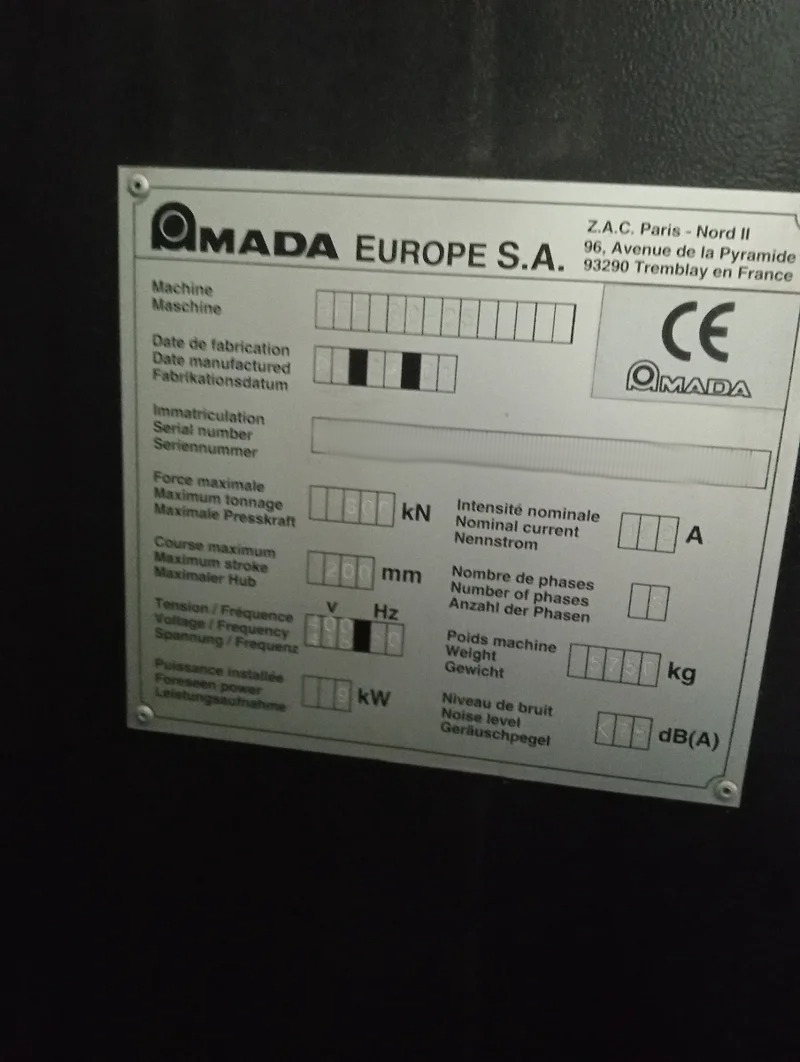 AMADA EUROPE S.A.
Z.A.C. Paris - Nord II
96, Avenue de la Pyramide
93290 Tremblay en France
Machine
Maschine
CE
AMADA
Date de fabrication
Date manufactured
Fabrikationsdatum
Immatriculation
Serial number
Seriennummer
Force maximale
Maximum tonnage
Maximale Presskraft
kN
Intensité nominale
Nominal current
Nennstrom
A
Course maximum
Maximum stroke
Maximaler Hub
200 mm
Nombre de phases
Number of phases
Anzahl der Phasen
Tension / Fréquence
Voltage / Frequency
Spannung / Frequenz
V Hz
Poids machine
Weight
Gewicht
kg
Puissance installée
Foreseen power
Leistungsaufnahme
kW
Niveau de bruit
Noise level
Geräuschpegel
dB(A)